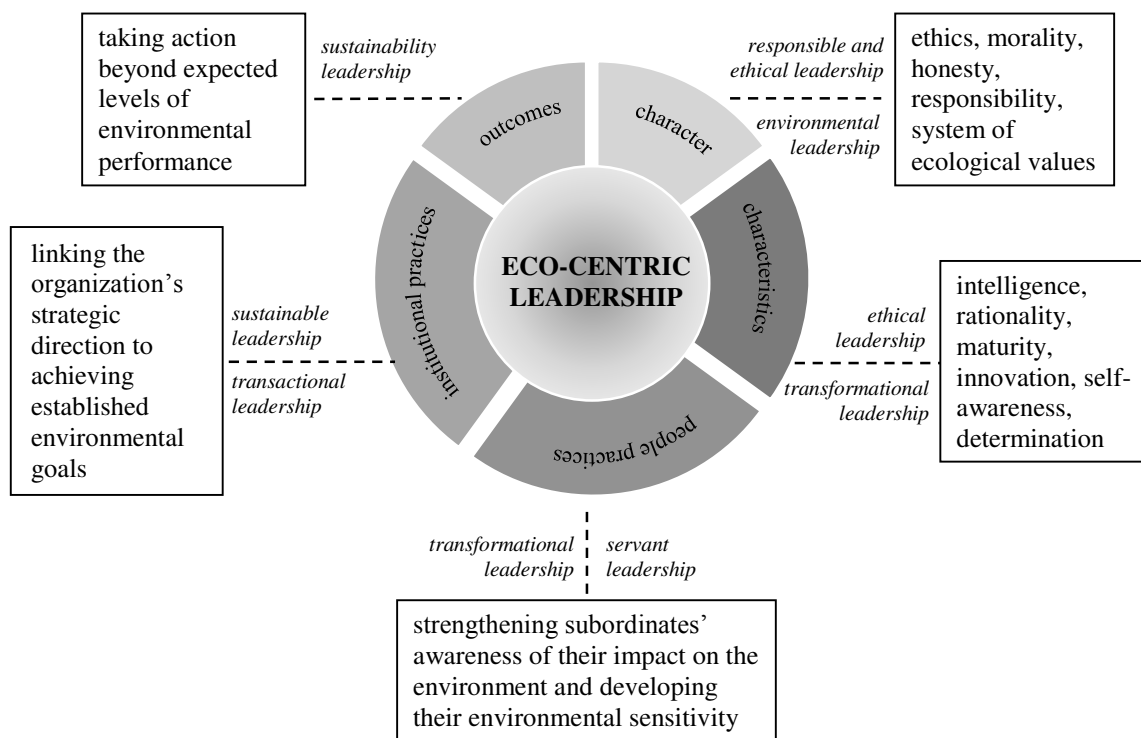 taking action
beyond expected
levels of
environmental
performance
sustainability
leadership
outcomes
responsible and
ethical leadership
environmental
leadership
character
ethics, morality,
honesty,
responsibility,
system of
ecological values
linking the
organization’s
strategic
direction to
achieving
established
environmental
goals
sustainable
leadership
transactional
leadership
institutional practices
ECO-CENTRIC
LEADERSHIP
characteristics
ethical
leadership
transformational
leadership
intelligence,
rationality,
maturity,
innovation, self-
awareness,
determination
people practices
transformational
leadership
servant
leadership
strengthening subordinates’
awareness of their impact on the
environment and developing
their environmental sensitivity